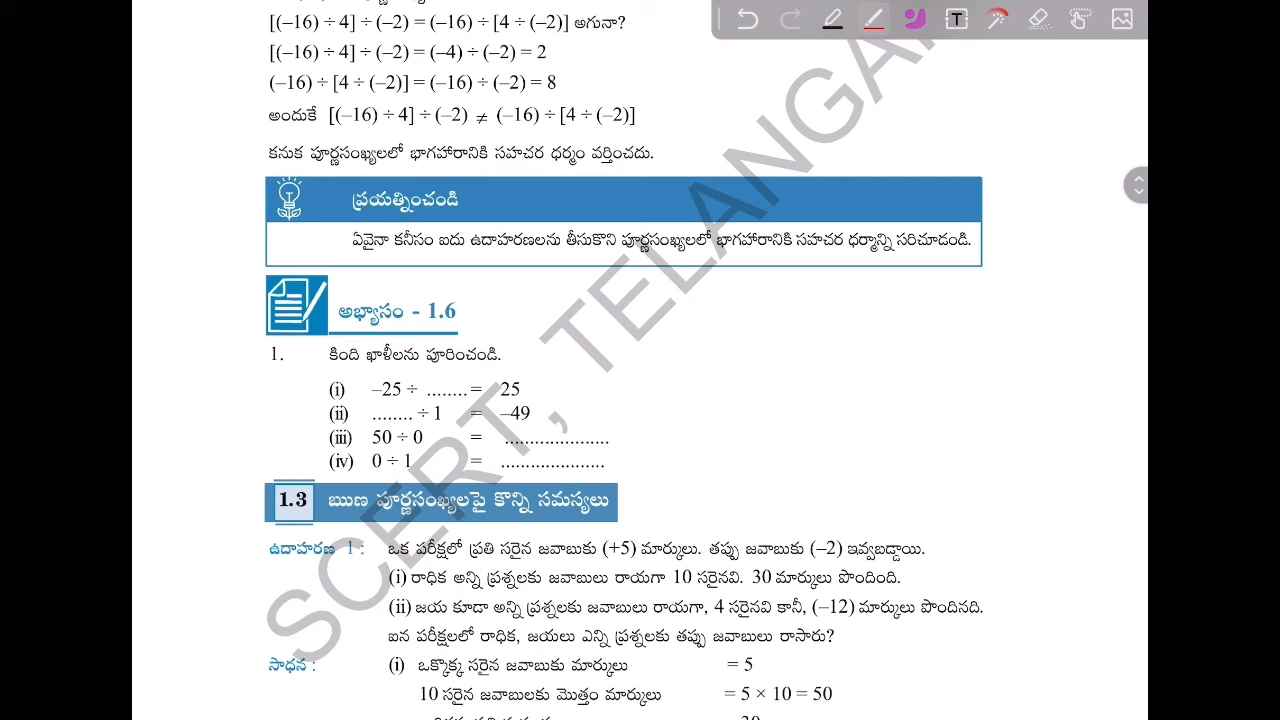 [(–16) ÷ 4] ÷ (–2) = (–16) ÷ [4 ÷ (–2)] అగునా?
[(–16) ÷ 4] ÷ (–2) = (–4) ÷ (–2) = 2
(–16) ÷ [4 ÷ (–2)] = (–16) ÷ (–2) = 8
అందుకే [(–16) ÷ 4] ÷ (–2) ≠ (–16) ÷ [4 ÷ (–2)]
కనుక పూర్ణసంఖ్యలలో భాగహారానికి సహచర ధర్మం వర్తించదు.
ప్రయత్నించండి
ఏవైనా కనీసం ఐదు ఉదాహరణలను తీసుకొని పూర్ణసంఖ్యలలో భాగహారానికి సహచర ధర్మాన్ని సరిచూడండి.
అభ్యాసం - 1.6
1. కింది ఖాళీలను పూరించండి.
(i) –25 ÷ ........ = 25
(ii) ........ ÷ 1 = –49
(iii) 50 ÷ 0 = .....................
(iv) 0 ÷ 1 = .....................
1.3 ఋణ పూర్ణసంఖ్యలపై కొన్ని సమస్యలు
ఉదాహరణ 1 : ఒక పరీక్షలో ప్రతి సరైన జవాబుకు (+5) మార్కులు. తప్పు జవాబుకు (–2) ఇవ్వబడ్డాయి.
(i) రాధిక అన్ని ప్రశ్నలకు జవాబులు రాయగా 10 సరైనవి. 30 మార్కులు పొందింది.
(ii) జయ కూడా అన్ని ప్రశ్నలకు జవాబులు రాయగా, 4 సరైనవి కానీ, (–12) మార్కులు పొందినది.
ఐన పరీక్షలలో రాధిక, జయలు ఎన్ని ప్రశ్నలకు తప్పు జవాబులు రాసారు?
సాధన : (i) ఒక్కొక్క సరైన జవాబుకు మార్కులు = 5
10 సరైన జవాబులకు మొత్తం మార్కులు = 5 × 10 = 50
SCERT, TELANGA
T